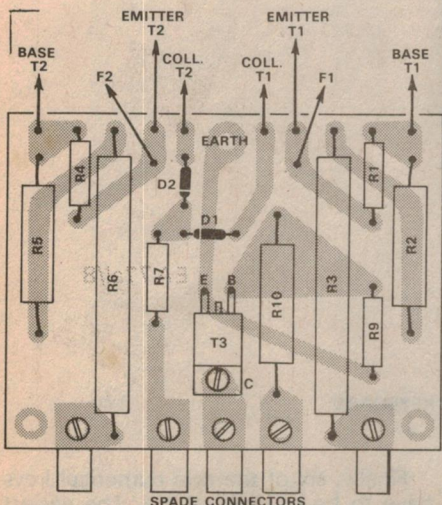 EMITTER
T2
EMITTER
T1
BASE
T2
F2
COLL.
T2
COLL.
T1
F1
BASE
T1
EARTH
R4
D2
R1
R5
R6
D1
R7
R10
R3
R2
E
B
T3
C
R9
SPADE CONNECTORS